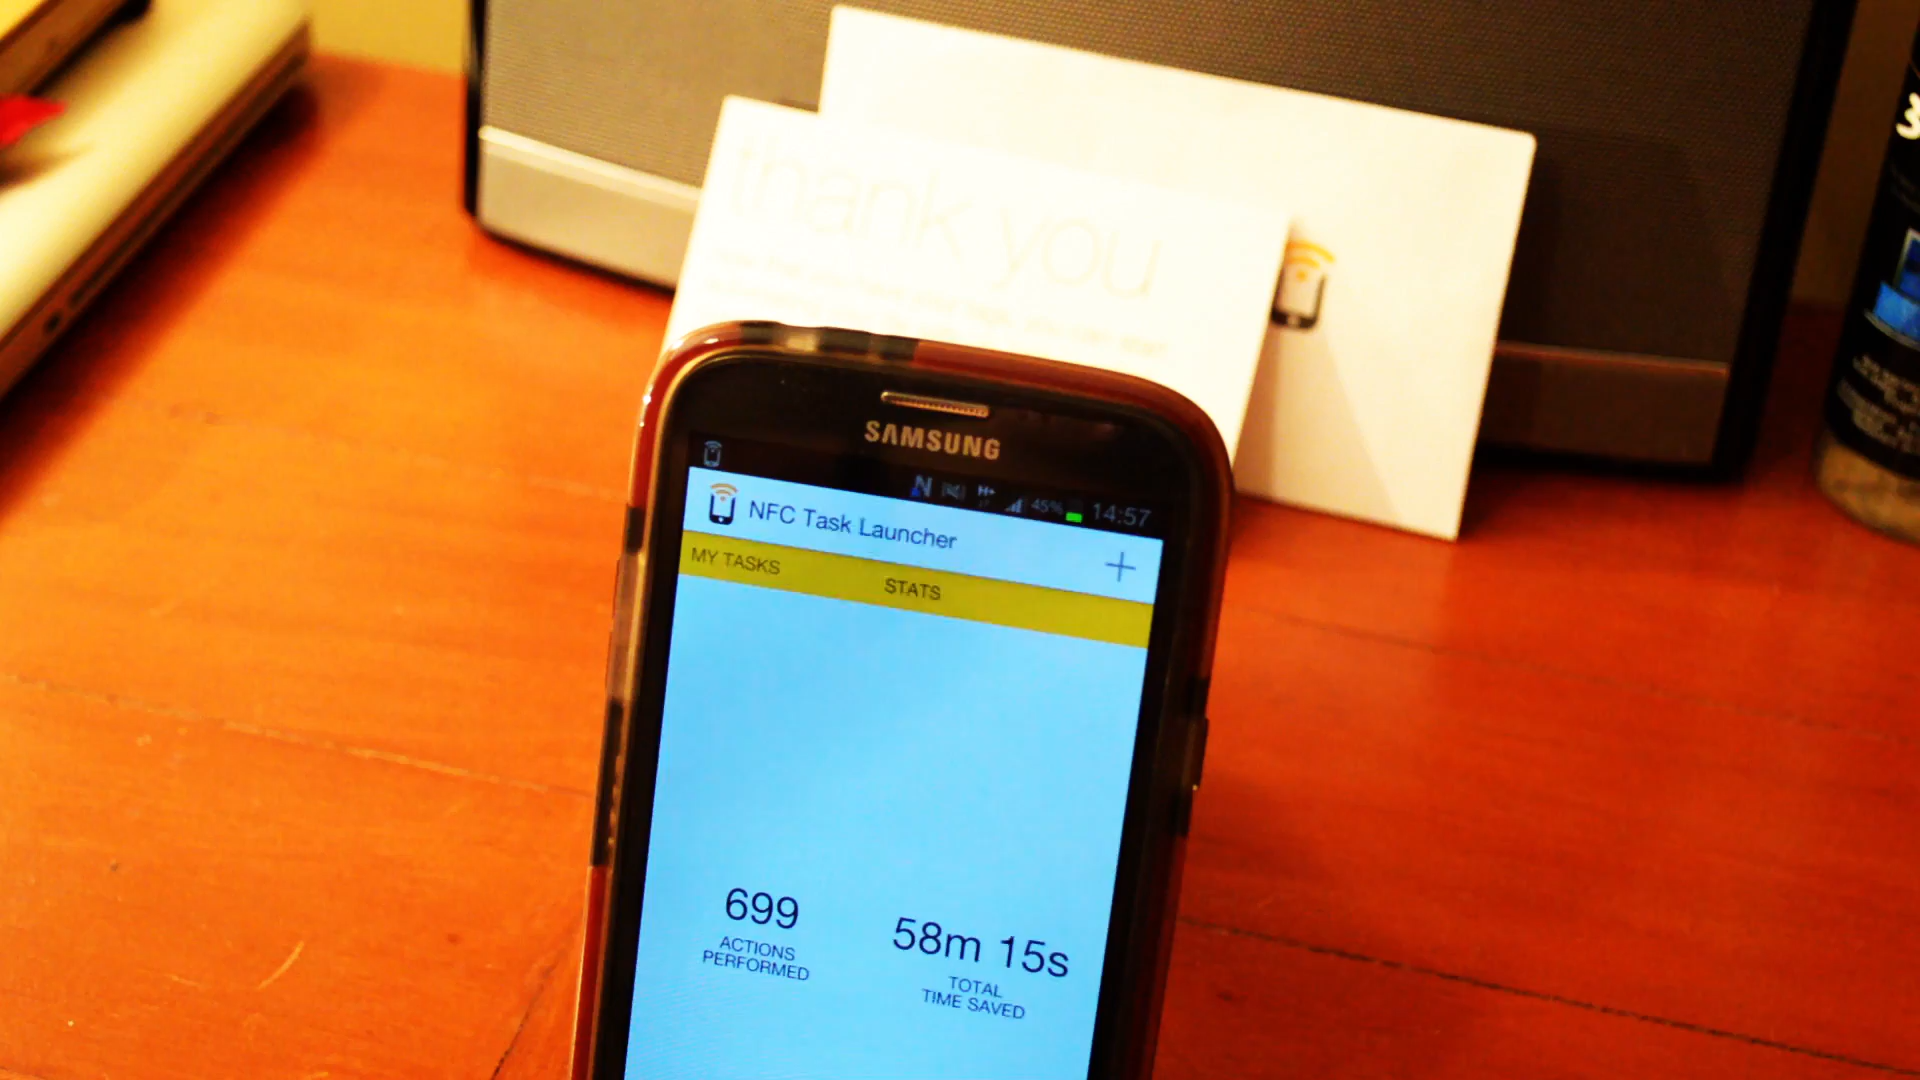 thank you
SAMSUNG
45% 14:57
NFC Task Launcher
MY TASKS
STATS
699
ACTIONS
PERFORMED
58m 15s
TOTAL
TIME SAVED